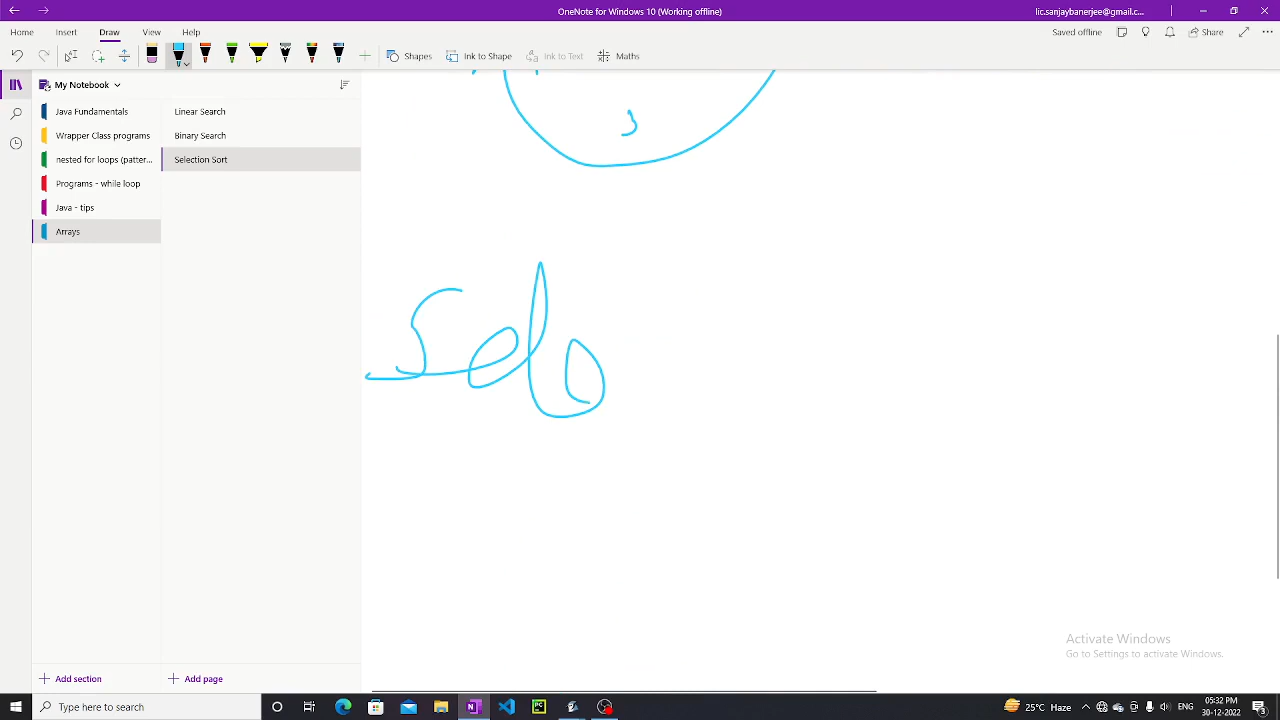 OneNote for Windows 10 (Working offline)
lic.sanjaybanerjee@gmail.c...
Home Insert Draw View Help
Saved offline
Share
Shapes Ink to Shape Ink to Text Maths
My Notebook
Java Fundamentals
Wrapper Class programs
nested for loops (patter...
Programs - while loop
Java - tips
Arrays
Linear Search
Binary Search
Selection Sort
Activate Windows
Go to Settings to activate Windows.
Add section
Add page
Type here to search
25°C Haze
ENG
05:32 PM
30-12-2022